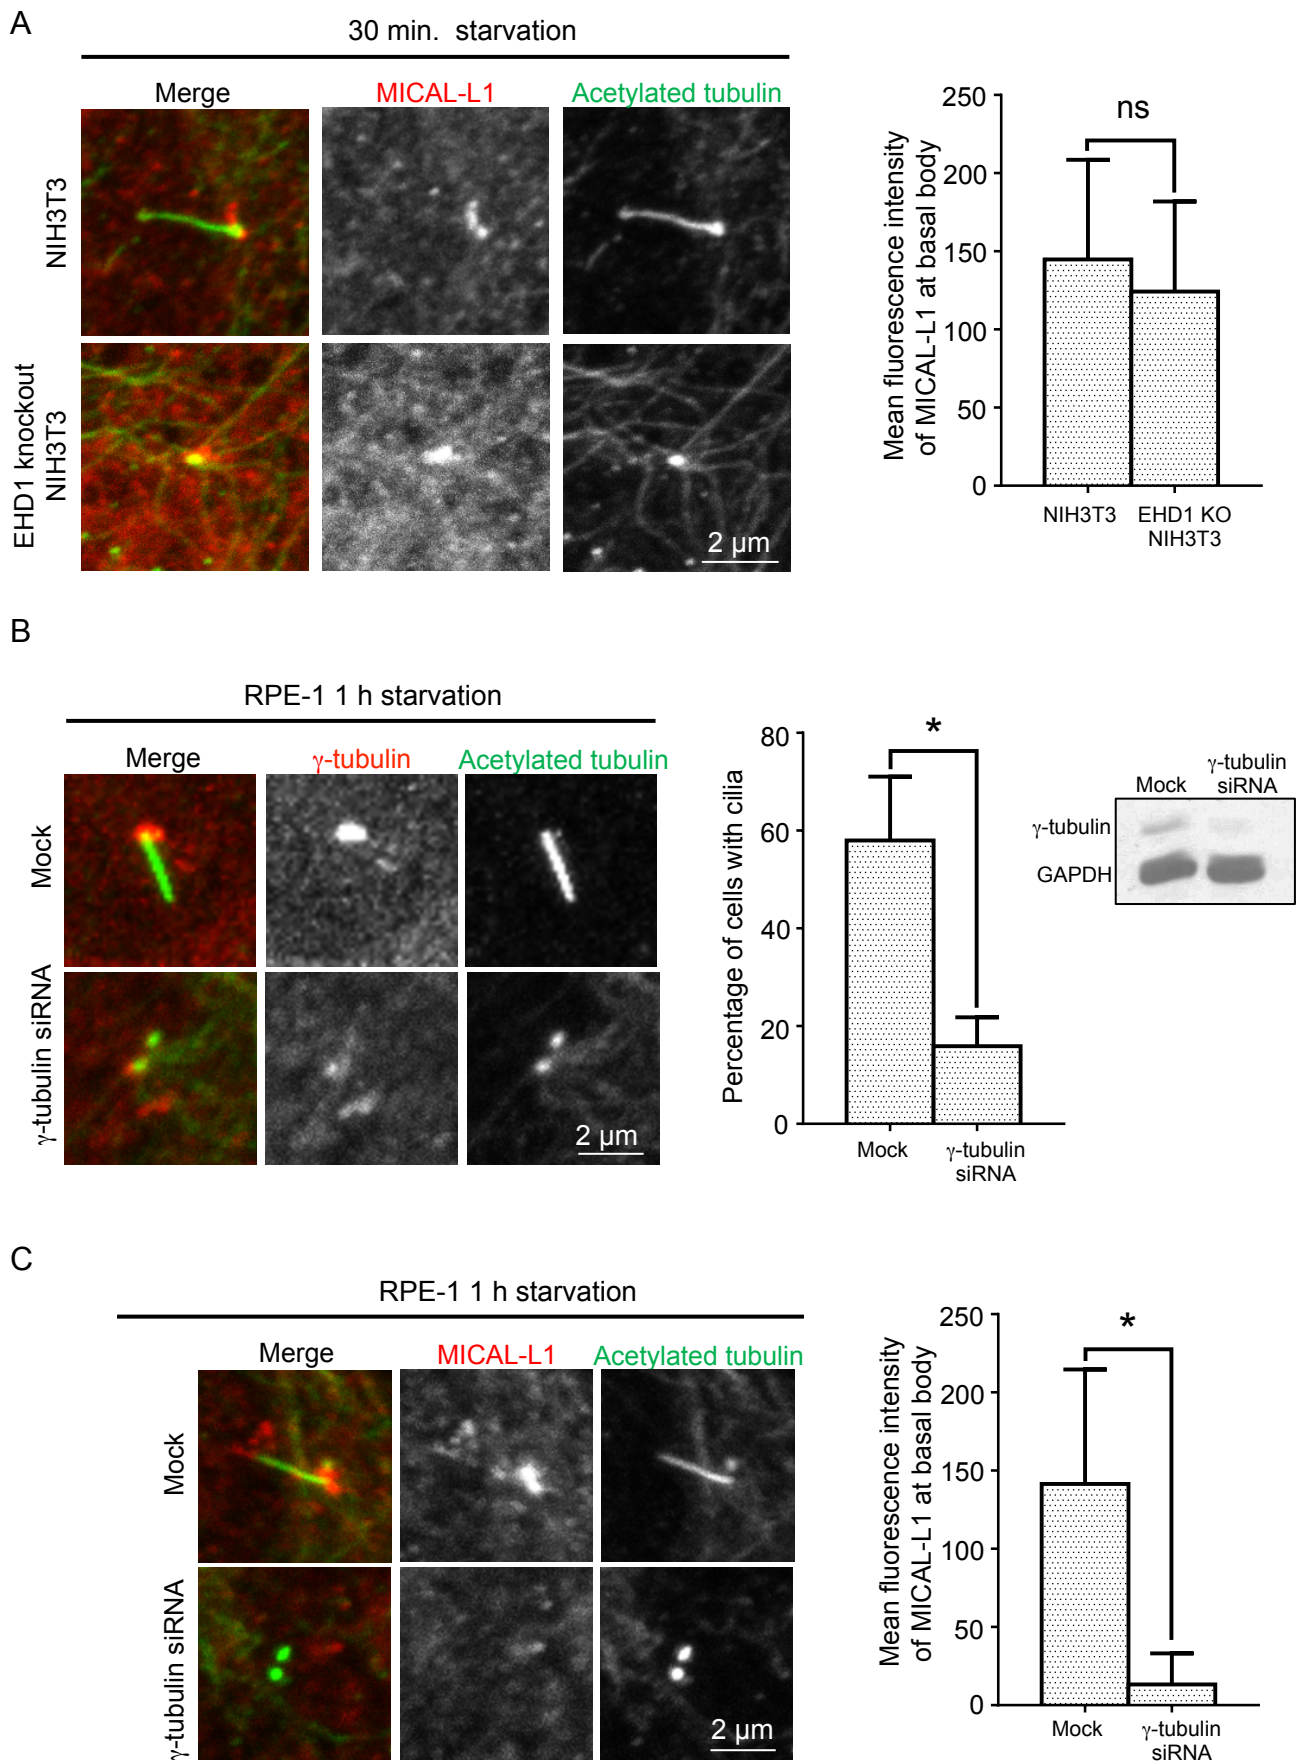 A
30 min. starvation
Merge
MICAL-L1
Acetylated tubulin
NIH3T3
EHD1 knockout
NIH3T3
2 μm
Mean fluorescence intensity
of MICAL-L1 at basal body
250
200
150
100
50
0
ns
NIH3T3
EHD1 KO
NIH3T3
B
RPE-1 1 h starvation
Merge
γ-tubulin
Acetylated tubulin
Mock
γ-tubulin siRNA
2 μm
Percentage of cells with cilia
80
60
40
20
0
*
Mock
γ-tubulin
siRNA
Mock
γ-tubulin
siRNA
γ-tubulin
GAPDH
C
RPE-1 1 h starvation
Merge
MICAL-L1
Acetylated tubulin
Mock
γ-tubulin siRNA
2 μm
Mean fluorescence intensity
of MICAL-L1 at basal body
250
200
150
100
50
0
*
Mock
γ-tubulin
siRNA